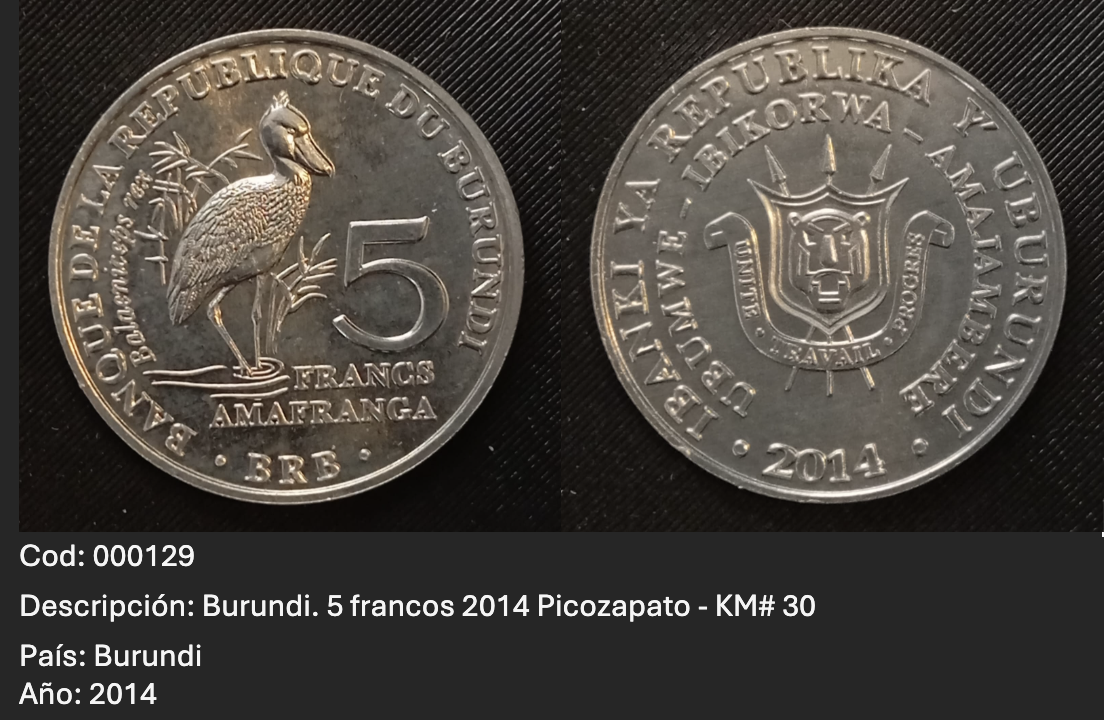 BANQUE DE LA REPUBLIQUE DU BURUNDI
Balaeniceps rex
5
FRANCS
AMAFRANGA
· BRB ·
IBANKI YA REPUBLIKA Y' UBURUNDI
UBUMWE - IBIKORWA - AMAJAMBERE
UNITE · TRAVAIL · PROGRES
· 2014 ·
Cod: 000129
Descripción: Burundi. 5 francos 2014 Picozapato - KM# 30
País: Burundi
Año: 2014